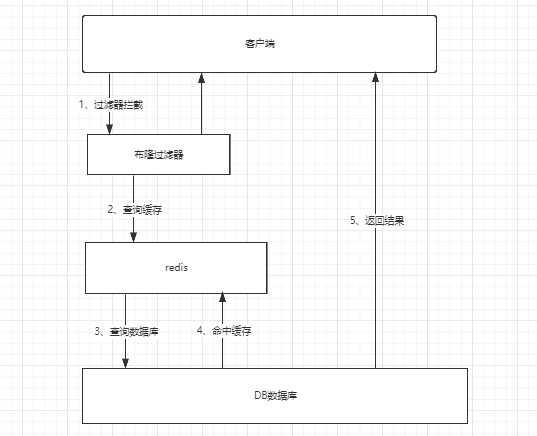 客户端
1、过滤器拦截
布隆过滤器
2、查询缓存
5、返回结果
redis
3、查询数据库
4、命中缓存
DB数据库